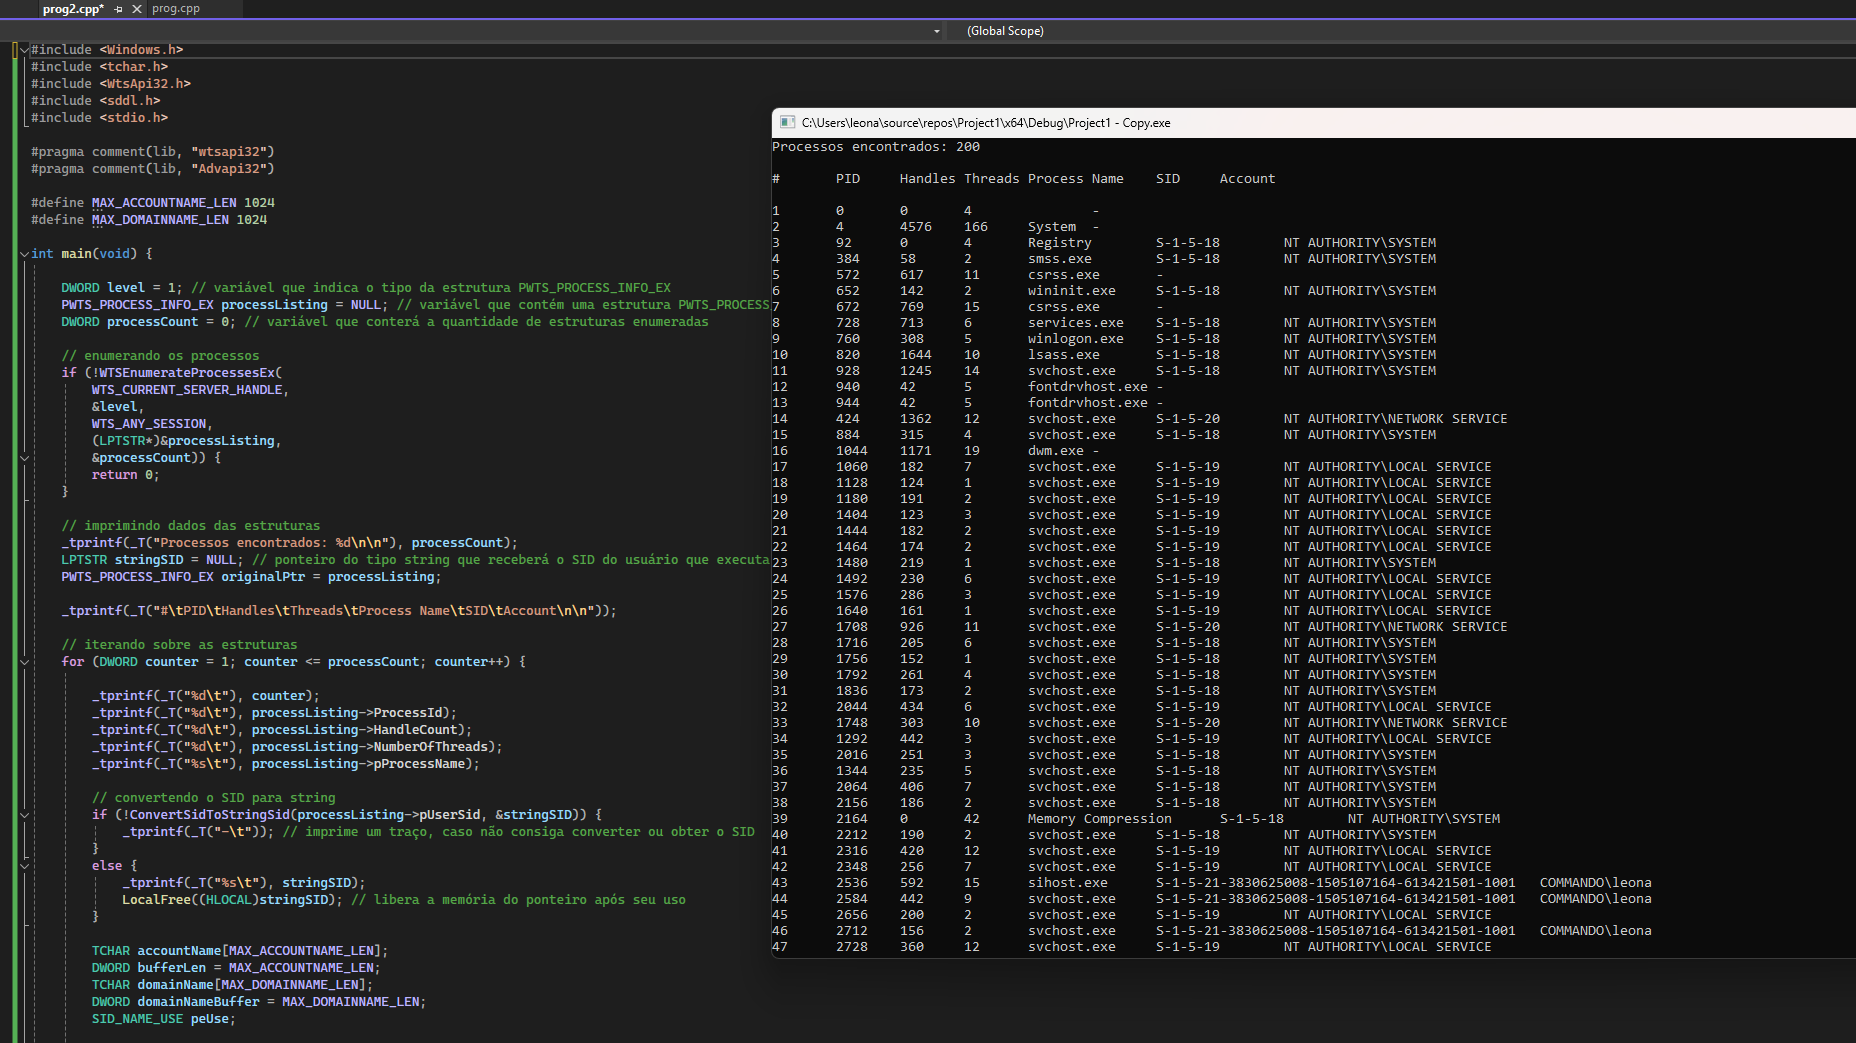 prog2.cpp*
prog.cpp
(Global Scope)
#include <Windows.h>
#include <tchar.h>
#include <WtsApi32.h>
#include <sddl.h>
#include <stdio.h>
#pragma comment(lib, "wtsapi32")
#pragma comment(lib, "Advapi32")
#define MAX_ACCOUNTNAME_LEN 1024
#define MAX_DOMAINNAME_LEN 1024
int main(void) {
DWORD level = 1; // variável que indica o tipo da estrutura PWTS_PROCESS_INFO_EX
PWTS_PROCESS_INFO_EX processListing = NULL; // variável que contém uma estrutura PWTS_PROCESS
DWORD processCount = 0; // variável que conterá a quantidade de estruturas enumeradas
// enumerando os processos
if (!WTSEnumerateProcessesEx(
WTS_CURRENT_SERVER_HANDLE,
&level,
WTS_ANY_SESSION,
(LPTSTR*)&processListing,
&processCount)) {
return 0;
}
// imprimindo dados das estruturas
_tprintf(_T("Processos encontrados: %d\n\n"), processCount);
LPTSTR stringSID = NULL; // ponteiro do tipo string que receberá o SID do usuário que executa
PWTS_PROCESS_INFO_EX originalPtr = processListing;
_tprintf(_T("#\tPID\tHandles\tThreads\tProcess Name\tSID\tAccount\n\n"));
// iterando sobre as estruturas
for (DWORD counter = 1; counter <= processCount; counter++) {
_tprintf(_T("%d\t"), counter);
_tprintf(_T("%d\t"), processListing->ProcessId);
_tprintf(_T("%d\t"), processListing->HandleCount);
_tprintf(_T("%d\t"), processListing->NumberOfThreads);
_tprintf(_T("%s\t"), processListing->pProcessName);
// convertendo o SID para string
if (!ConvertSidToStringSid(processListing->pUserSid, &stringSID)) {
_tprintf(_T("-\t")); // imprime um traço, caso não consiga converter ou obter o SID
}
else {
_tprintf(_T("%s\t"), stringSID);
LocalFree((HLOCAL)stringSID); // libera a memória do ponteiro após seu uso
}
TCHAR accountName[MAX_ACCOUNTNAME_LEN];
DWORD bufferLen = MAX_ACCOUNTNAME_LEN;
TCHAR domainName[MAX_DOMAINNAME_LEN];
DWORD domainNameBuffer = MAX_DOMAINNAME_LEN;
SID_NAME_USE peUse;
C:\Users\leona\source\repos\Project1\x64\Debug\Project1 - Copy.exe
Processos encontrados: 200
# PID Handles Threads Process Name SID Account
1 0 0 4 -
2 4 4576 166 System -
3 92 0 4 Registry S-1-5-18 NT AUTHORITY\SYSTEM
4 384 58 2 smss.exe S-1-5-18 NT AUTHORITY\SYSTEM
5 572 617 11 csrss.exe -
6 652 142 2 wininit.exe S-1-5-18 NT AUTHORITY\SYSTEM
7 672 769 15 csrss.exe -
8 728 713 6 services.exe S-1-5-18 NT AUTHORITY\SYSTEM
9 760 308 5 winlogon.exe S-1-5-18 NT AUTHORITY\SYSTEM
10 820 1644 10 lsass.exe S-1-5-18 NT AUTHORITY\SYSTEM
11 928 1245 14 svchost.exe S-1-5-18 NT AUTHORITY\SYSTEM
12 940 42 5 fontdrvhost.exe -
13 944 42 5 fontdrvhost.exe -
14 424 1362 12 svchost.exe S-1-5-20 NT AUTHORITY\NETWORK SERVICE
15 884 315 4 svchost.exe S-1-5-18 NT AUTHORITY\SYSTEM
16 1044 1171 19 dwm.exe -
17 1060 182 7 svchost.exe S-1-5-19 NT AUTHORITY\LOCAL SERVICE
18 1128 124 1 svchost.exe S-1-5-19 NT AUTHORITY\LOCAL SERVICE
19 1180 191 2 svchost.exe S-1-5-19 NT AUTHORITY\LOCAL SERVICE
20 1404 123 3 svchost.exe S-1-5-19 NT AUTHORITY\LOCAL SERVICE
21 1444 182 2 svchost.exe S-1-5-19 NT AUTHORITY\LOCAL SERVICE
22 1464 174 2 svchost.exe S-1-5-19 NT AUTHORITY\LOCAL SERVICE
23 1480 219 1 svchost.exe S-1-5-18 NT AUTHORITY\SYSTEM
24 1492 230 6 svchost.exe S-1-5-19 NT AUTHORITY\LOCAL SERVICE
25 1576 286 3 svchost.exe S-1-5-19 NT AUTHORITY\LOCAL SERVICE
26 1640 161 1 svchost.exe S-1-5-19 NT AUTHORITY\LOCAL SERVICE
27 1708 926 11 svchost.exe S-1-5-20 NT AUTHORITY\NETWORK SERVICE
28 1716 205 6 svchost.exe S-1-5-18 NT AUTHORITY\SYSTEM
29 1756 152 1 svchost.exe S-1-5-18 NT AUTHORITY\SYSTEM
30 1792 261 4 svchost.exe S-1-5-18 NT AUTHORITY\SYSTEM
31 1836 173 2 svchost.exe S-1-5-18 NT AUTHORITY\SYSTEM
32 2044 434 6 svchost.exe S-1-5-19 NT AUTHORITY\LOCAL SERVICE
33 1748 303 10 svchost.exe S-1-5-20 NT AUTHORITY\NETWORK SERVICE
34 1292 442 3 svchost.exe S-1-5-19 NT AUTHORITY\LOCAL SERVICE
35 2016 251 3 svchost.exe S-1-5-18 NT AUTHORITY\SYSTEM
36 1344 235 5 svchost.exe S-1-5-18 NT AUTHORITY\SYSTEM
37 2064 406 7 svchost.exe S-1-5-18 NT AUTHORITY\SYSTEM
38 2156 186 2 svchost.exe S-1-5-18 NT AUTHORITY\SYSTEM
39 2164 0 42 Memory Compression S-1-5-18 NT AUTHORITY\SYSTEM
40 2212 190 2 svchost.exe S-1-5-18 NT AUTHORITY\SYSTEM
41 2316 420 12 svchost.exe S-1-5-19 NT AUTHORITY\LOCAL SERVICE
42 2348 256 7 svchost.exe S-1-5-19 NT AUTHORITY\LOCAL SERVICE
43 2536 592 15 sihost.exe S-1-5-21-3830625008-1505107164-613421501-1001 COMMANDO\leona
44 2584 442 9 svchost.exe S-1-5-21-3830625008-1505107164-613421501-1001 COMMANDO\leona
45 2656 200 2 svchost.exe S-1-5-19 NT AUTHORITY\LOCAL SERVICE
46 2712 156 2 svchost.exe S-1-5-21-3830625008-1505107164-613421501-1001 COMMANDO\leona
47 2728 360 12 svchost.exe S-1-5-19 NT AUTHORITY\LOCAL SERVICE